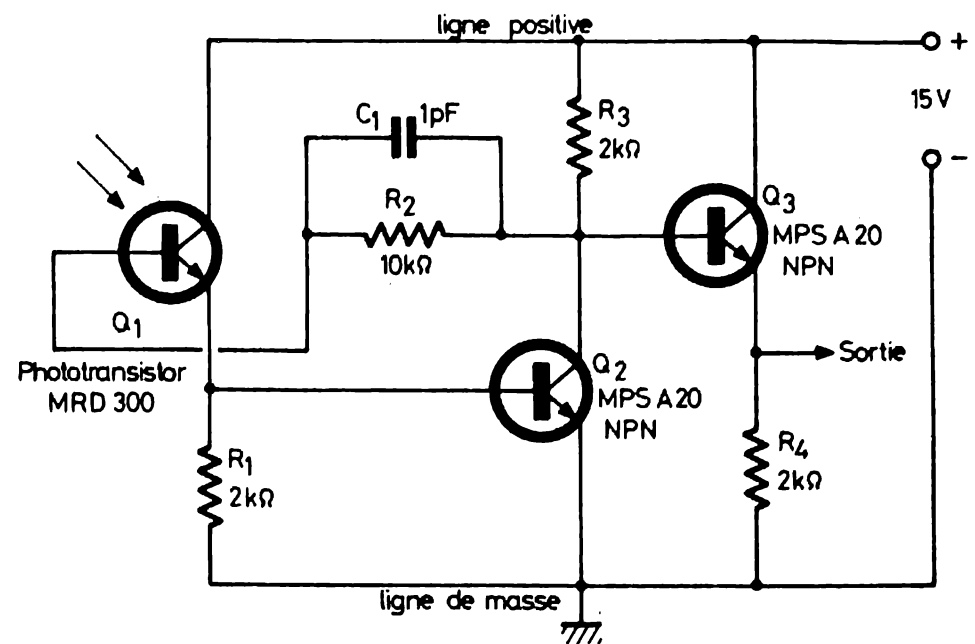 ligne positive
+
15 V
-
C1 1pF
R3
2kΩ
R2
10kΩ
Q3
MPS A 20
NPN
Q1
Phototransistor
MRD 300
Sortie
Q2
MPS A 20
NPN
R1
2kΩ
R4
2kΩ
ligne de masse